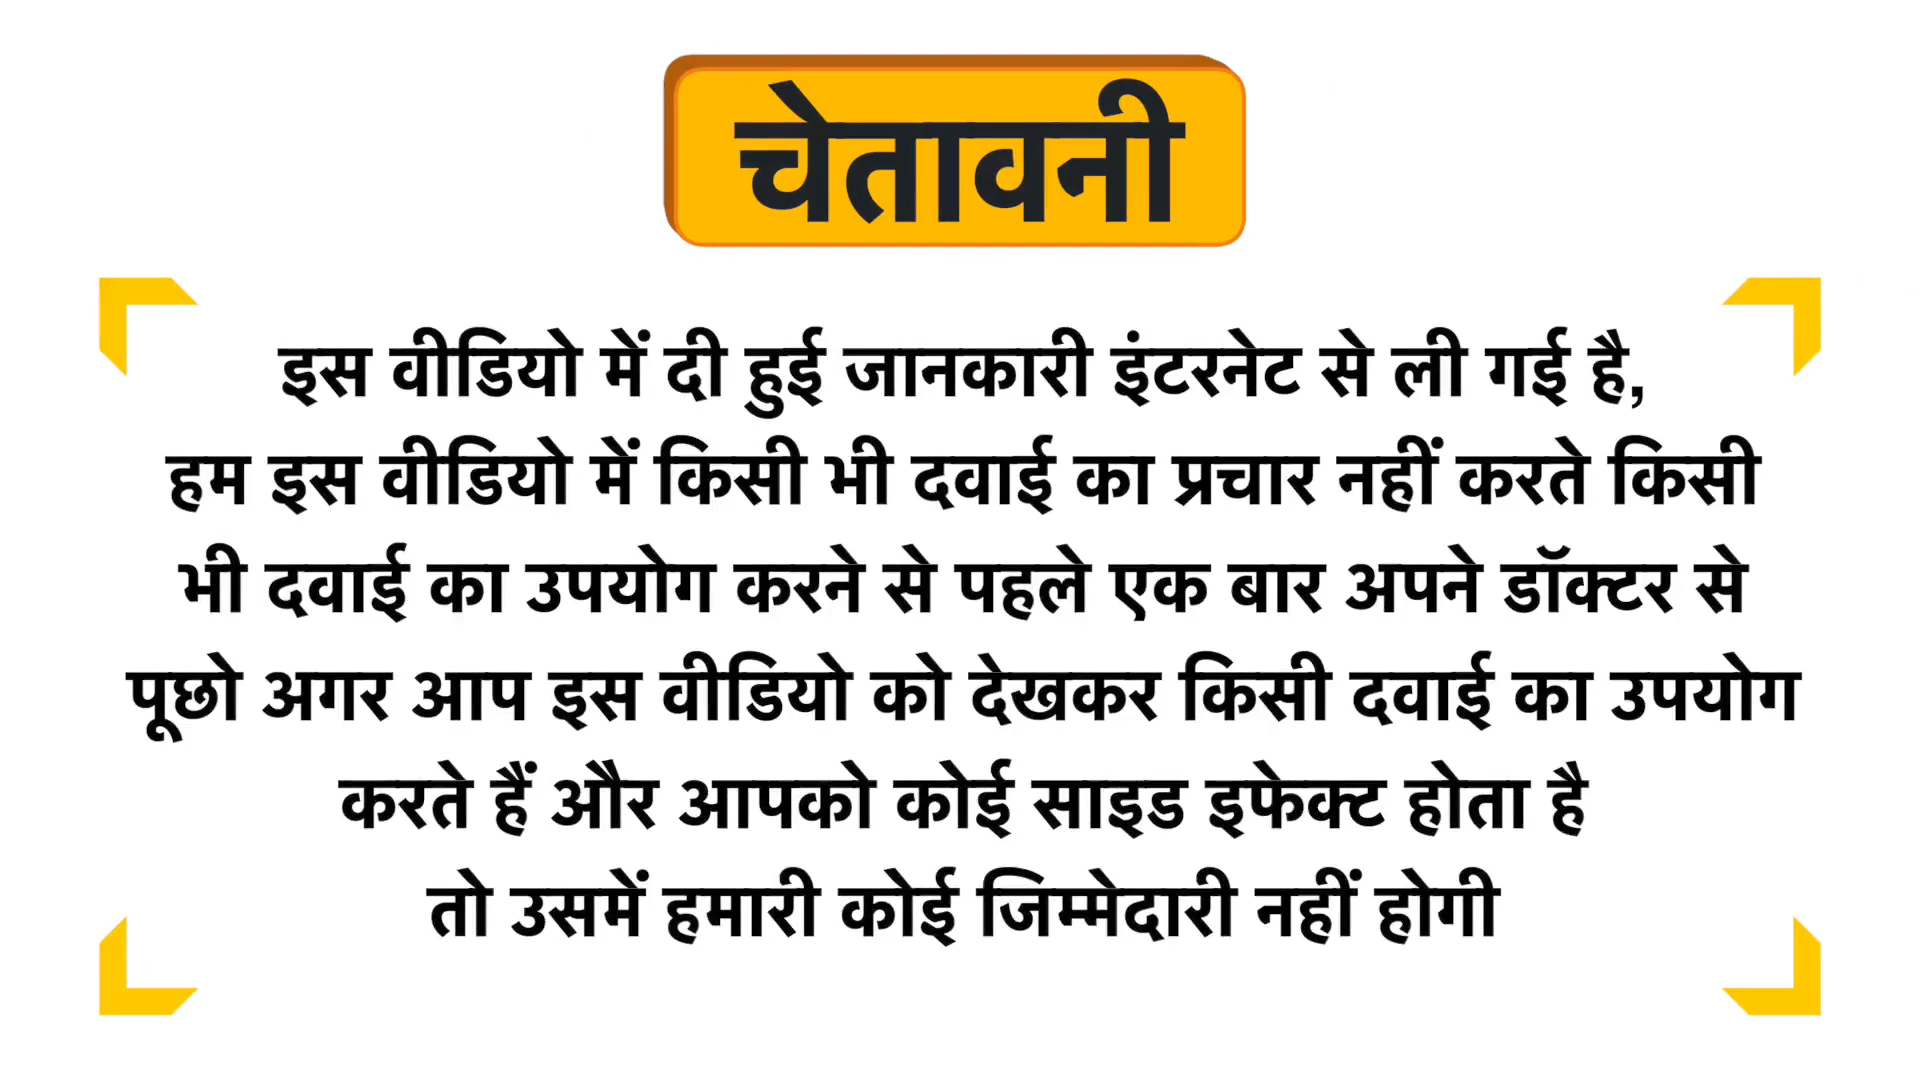 चेतावनी
इस वीडियो में दी हुई जानकारी इंटरनेट से ली गई है,
हम इस वीडियो में किसी भी दवाई का प्रचार नहीं करते किसी
भी दवाई का उपयोग करने से पहले एक बार अपने डॉक्टर से
पूछो अगर आप इस वीडियो को देखकर किसी दवाई का उपयोग
करते हैं और आपको कोई साइड इफेक्ट होता है
तो उसमें हमारी कोई जिम्मेदारी नहीं होगी